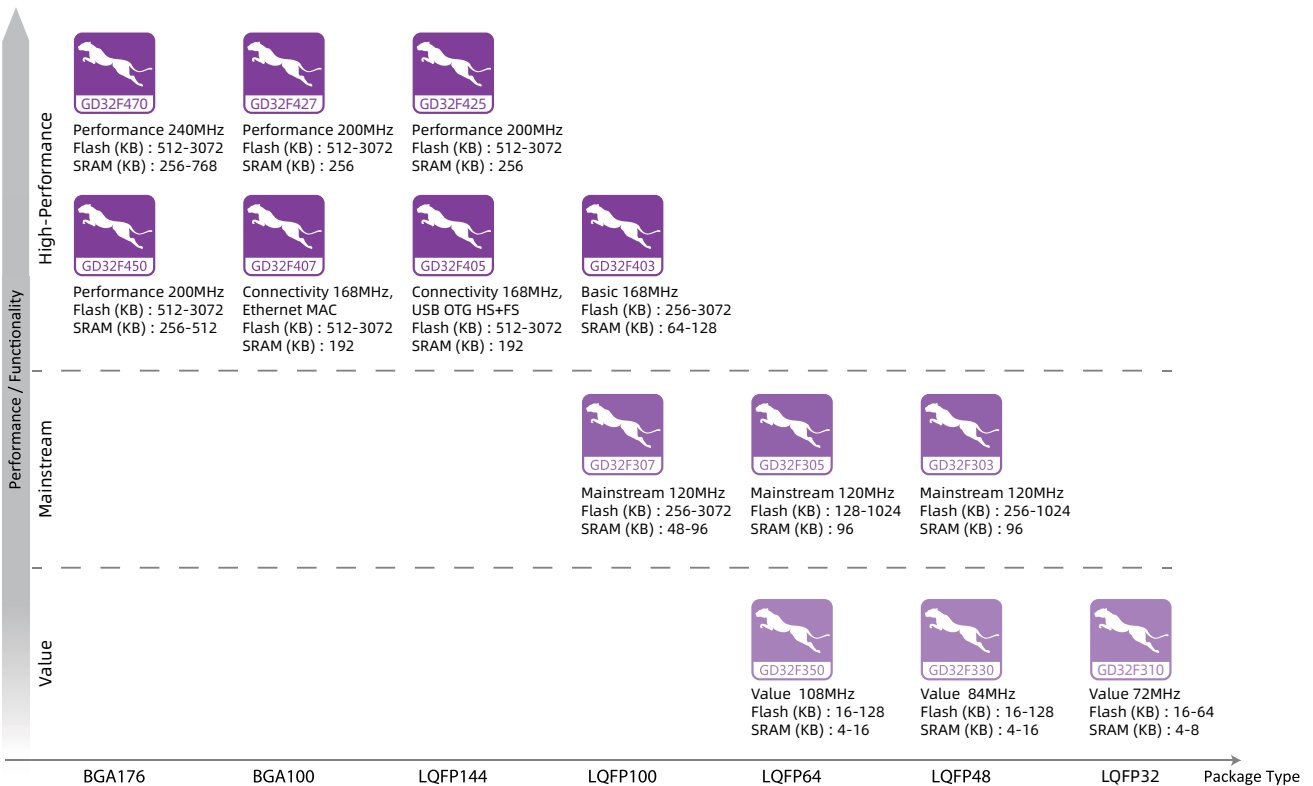 GD32F470
GD32F427
GD32F425
Performance 240MHz
Flash (KB) : 512-3072
SRAM (KB) : 256-768
Performance 200MHz
Flash (KB) : 512-3072
SRAM (KB) : 256
Performance 200MHz
Flash (KB) : 512-3072
SRAM (KB) : 256
High-Performance
GD32F450
GD32F407
GD32F405
GD32F403
Performance 200MHz
Flash (KB) : 512-3072
SRAM (KB) : 256-512
Connectivity 168MHz,
Ethernet MAC
Flash (KB) : 512-3072
SRAM (KB) : 192
Connectivity 168MHz,
USB OTG HS+FS
Flash (KB) : 512-3072
SRAM (KB) : 192
Basic 168MHz
Flash (KB) : 256-3072
SRAM (KB) : 64-128
Performance / Functionality
Mainstream
GD32F307
GD32F305
GD32F303
Mainstream 120MHz
Flash (KB) : 256-3072
SRAM (KB) : 48-96
Mainstream 120MHz
Flash (KB) : 128-1024
SRAM (KB) : 96
Mainstream 120MHz
Flash (KB) : 256-1024
SRAM (KB) : 96
Value
GD32F350
GD32F330
GD32F310
Value 108MHz
Flash (KB) : 16-128
SRAM (KB) : 4-16
Value 84MHz
Flash (KB) : 16-128
SRAM (KB) : 4-16
Value 72MHz
Flash (KB) : 16-64
SRAM (KB) : 4-8
BGA176
BGA100
LQFP144
LQFP100
LQFP64
LQFP48
LQFP32
Package Type